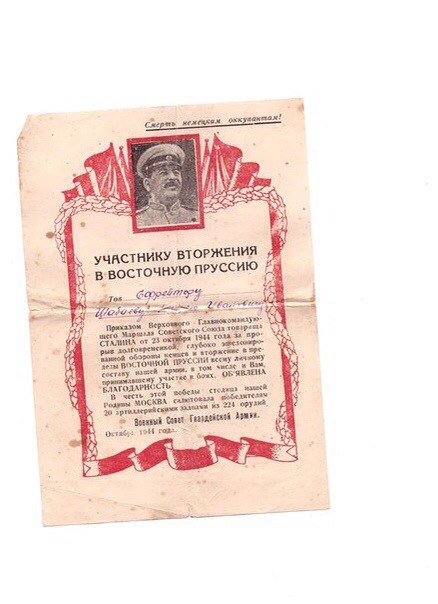 Смерть немецким оккупантам!
УЧАСТНИКУ ВТОРЖЕНИЯ
В ВОСТОЧНУЮ ПРУССИЮ
Тов Ефрейтору
Ивановичу
Приказом Верховного Главнокомандую-
щего Маршала Советского Союза товарища
СТАЛИНА от 23 октября 1944 года за про-
рыв долговременной, глубоко эшелониро-
ванной обороны немцев и вторжение в пре-
делы ВОСТОЧНОЙ ПРУССИИ всему личному
составу нашей армии, в том числе и Вам,
принимавшему участие в боях, ОБ'ЯВЛЕНА
БЛАГОДАРНОСТЬ
В честь этой победы столица нашей
Родины МОСКВА салютовала победителям
20 артиллерийскими залпами из 224 орудий.
Военный Совет Гвардейской Армии.
Октябрь 1944 года.